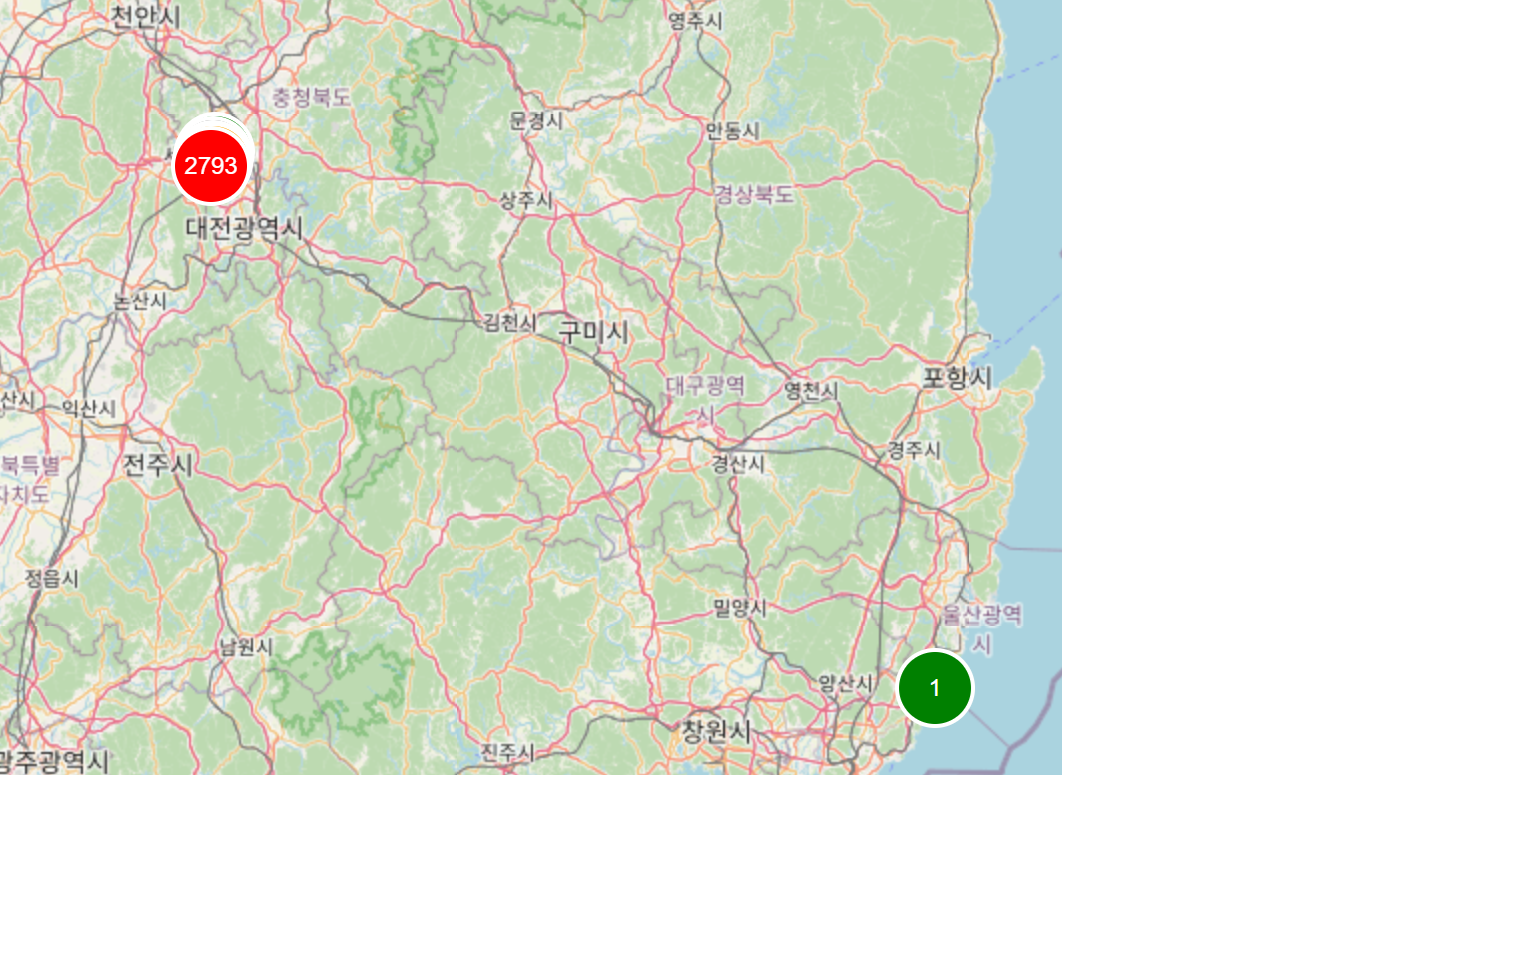 천안시
영주시
충청북도
문경시
안동시
2793
경상북도
상주시
대전광역시
논산시
김천시
구미시
포항시
대구광역
시
영천시
산시
익산시
경주시
북특별
자치도
전주시
경산시
정읍시
밀양시
울산광역
시
남원시
양산시
1
창원시
진주시
광주광역시